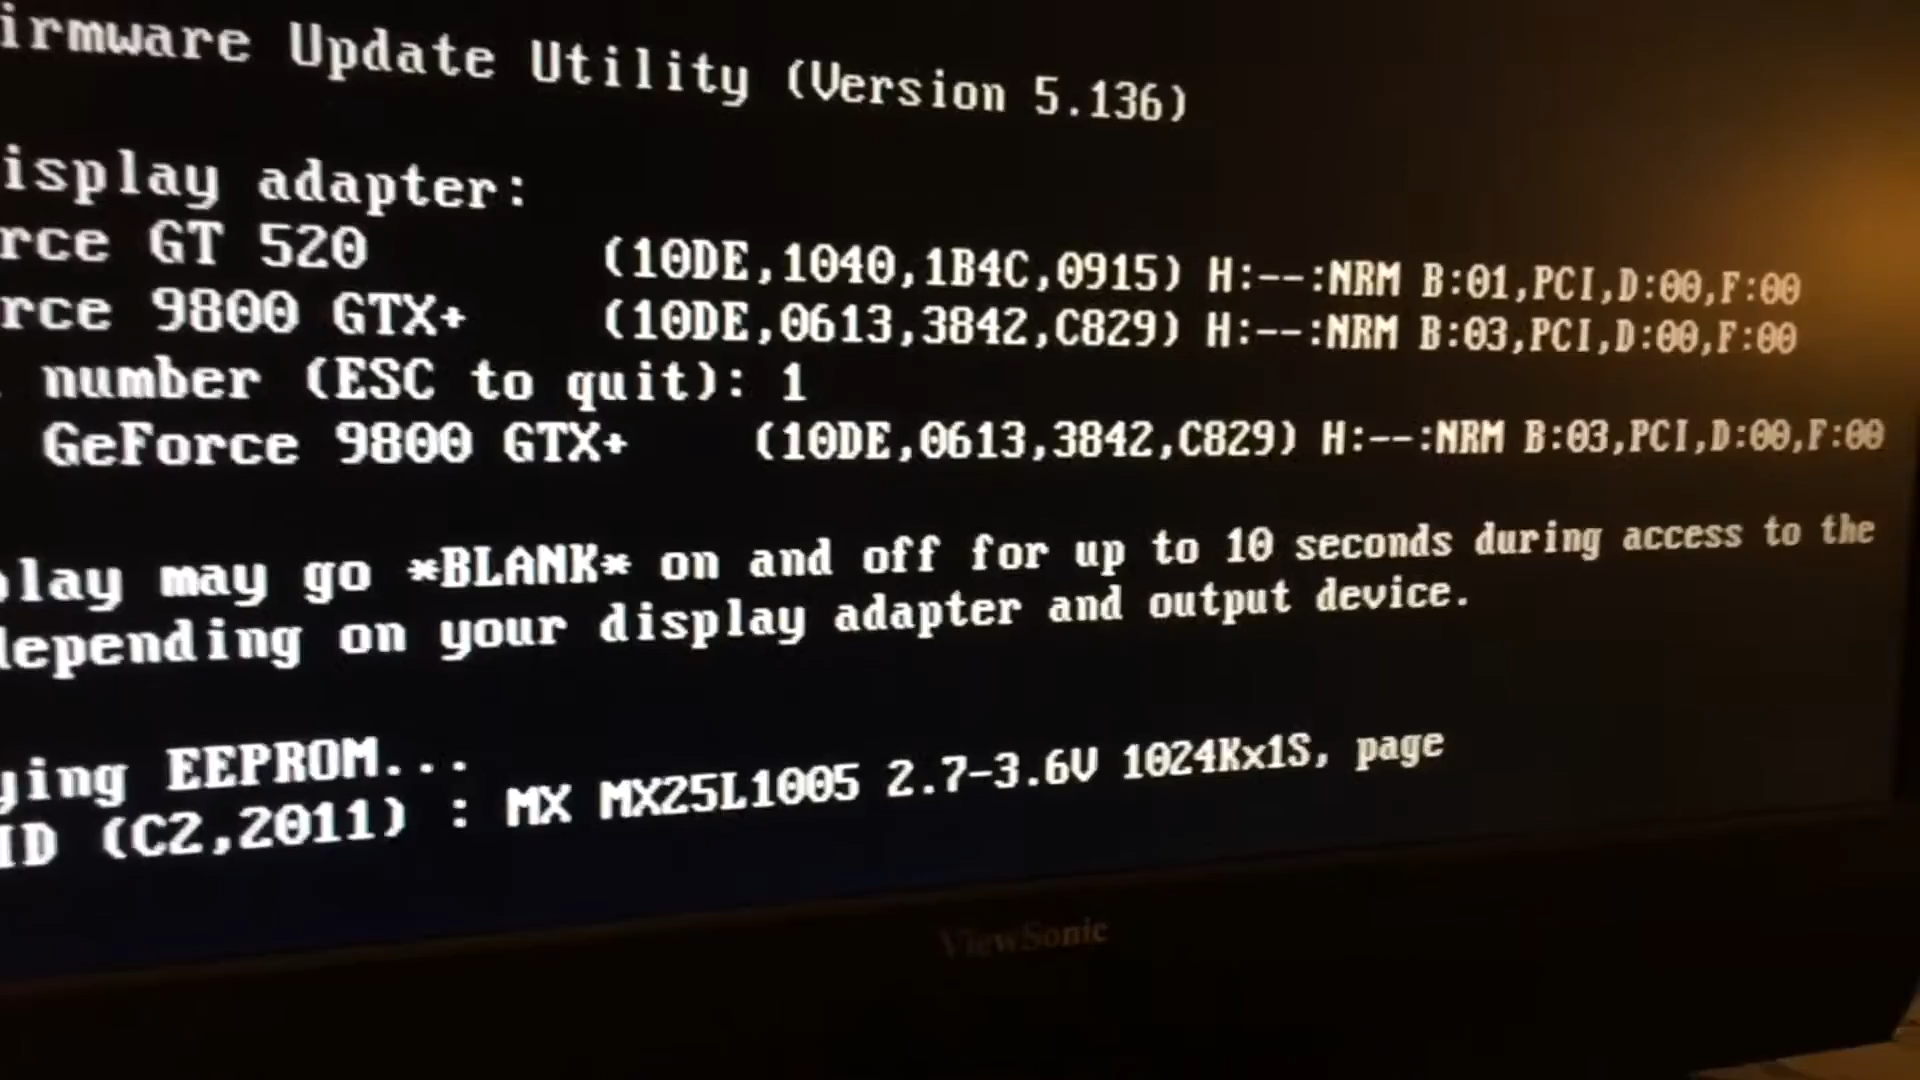 irmware Update Utility (Version 5.136)
isplay adapter:
rce GT 520 (10DE,1040,1B4C,0915) H:--:NRM B:01,PCI,D:00,F:00
rce 9800 GTX+ (10DE,0613,3842,C829) H:--:NRM B:03,PCI,D:00,F:00
number (ESC to quit): 1
GeForce 9800 GTX+ (10DE,0613,3842,C829) H:--:NRM B:03,PCI,D:00,F:00
lay may go *BLANK* on and off for up to 10 seconds during access to the
depending on your display adapter and output device.
ying EEPROM...
ID (C2,2011) : MX MX25L1005 2.7-3.6V 1024Kx1S, page
ViewSonic